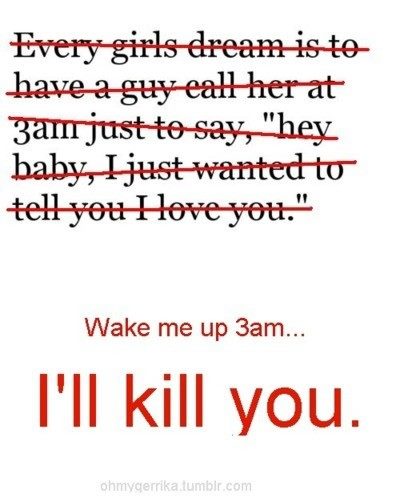 Every girls dream is to
have a guy call her at
3am just to say, "hey
baby, I just wanted to
tell you I love you."
Wake me up 3am...
I'll kill you.
ohmyqerrika.tumblr.com